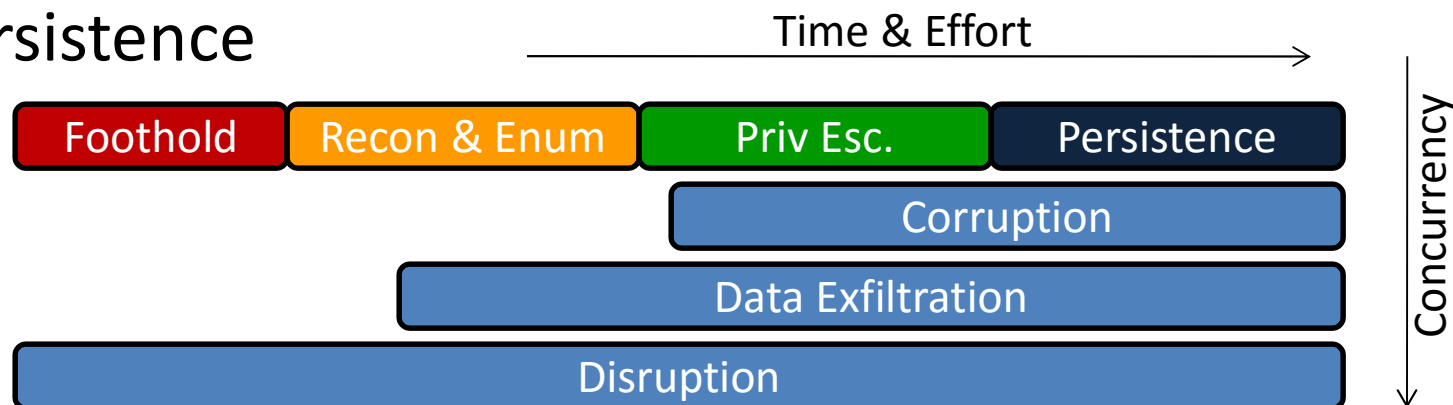 rsistence
Time & Effort
Foothold
Recon & Enum
Priv Esc.
Persistence
Corruption
Data Exfiltration
Disruption
Concurrency